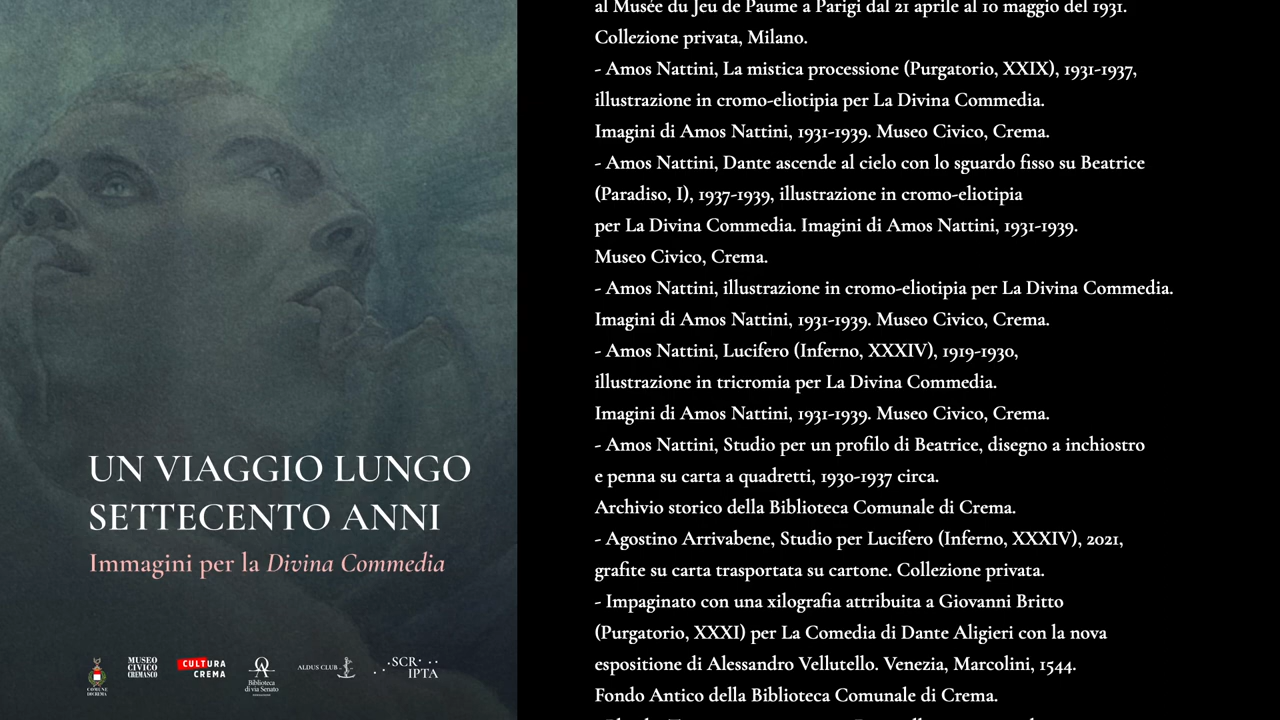 UN VIAGGIO LUNGO
SETTECENTO ANNI
Immagini per la Divina Commedia
COMUNE
DI CREMA
MUSEO
CIVICO
CREMASCO
CULTURA
CREMA
Biblioteca
di via Senato
ALDUS CLUB
SCR
IPTA
al Musée du Jeu de Paume a Parigi dal 21 aprile al 10 maggio del 1931.
Collezione privata, Milano.
- Amos Nattini, La mistica processione (Purgatorio, XXIX), 1931-1937,
illustrazione in cromo-eliotipia per La Divina Commedia.
Imagini di Amos Nattini, 1931-1939. Museo Civico, Crema.
- Amos Nattini, Dante ascende al cielo con lo sguardo fisso su Beatrice
(Paradiso, I), 1937-1939, illustrazione in cromo-eliotipia
per La Divina Commedia. Imagini di Amos Nattini, 1931-1939.
Museo Civico, Crema.
- Amos Nattini, illustrazione in cromo-eliotipia per La Divina Commedia.
Imagini di Amos Nattini, 1931-1939. Museo Civico, Crema.
- Amos Nattini, Lucifero (Inferno, XXXIV), 1919-1930,
illustrazione in tricromia per La Divina Commedia.
Imagini di Amos Nattini, 1931-1939. Museo Civico, Crema.
- Amos Nattini, Studio per un profilo di Beatrice, disegno a inchiostro
e penna su carta a quadretti, 1930-1937 circa.
Archivio storico della Biblioteca Comunale di Crema.
- Agostino Arrivabene, Studio per Lucifero (Inferno, XXXIV), 2021,
grafite su carta trasportata su cartone. Collezione privata.
- Impaginato con una xilografia attribuita a Giovanni Britto
(Purgatorio, XXXI) per La Comedia di Dante Aligieri con la nova
espositione di Alessandro Vellutello. Venezia, Marcolini, 1544.
Fondo Antico della Biblioteca Comunale di Crema.